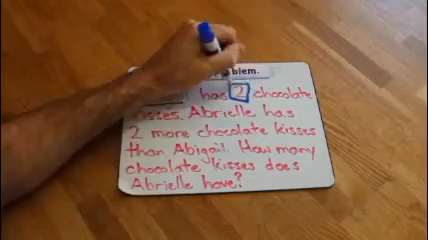 blem.
has 2 chocolate
kisses. Abrielle has
2 more chocolate kisses
than Abigail. How many
chocolate kisses does
Abrielle have?